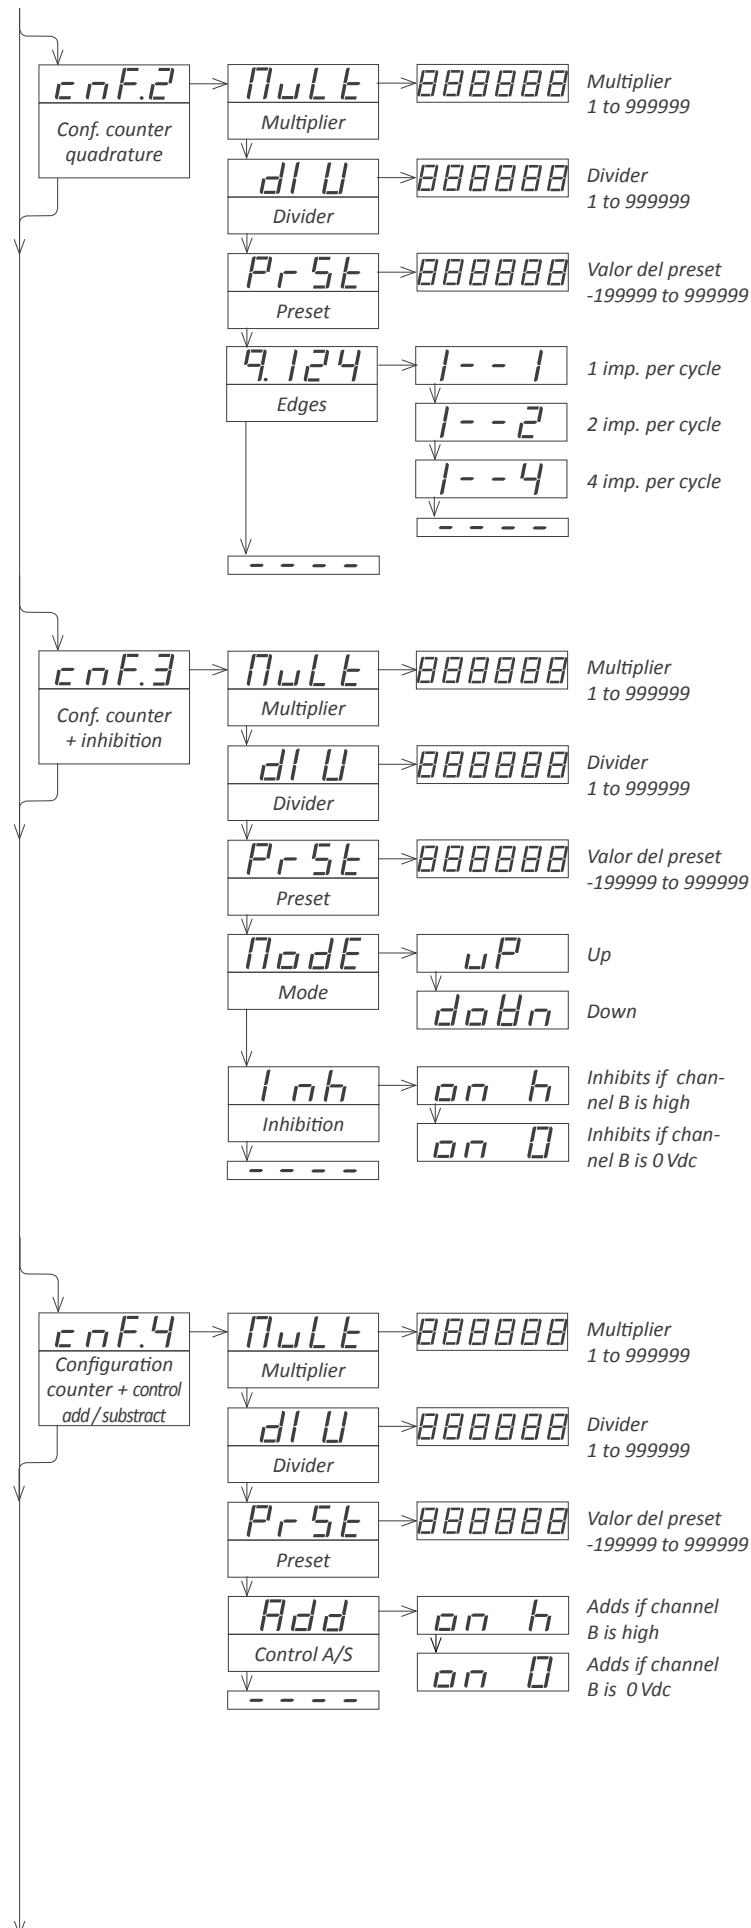 cnF.2
Conf. counter
quadrature
MuLt
Multiplier
888888
Multiplier
1 to 999999
dI U
Divider
888888
Divider
1 to 999999
PrSt
Preset
888888
Valor del preset
-199999 to 999999
q.124
Edges
1--1
1 imp. per cycle
1--2
2 imp. per cycle
1--4
4 imp. per cycle
----
----
cnF.3
Conf. counter
+ inhibition
MuLt
Multiplier
888888
Multiplier
1 to 999999
dI U
Divider
888888
Divider
1 to 999999
PrSt
Preset
888888
Valor del preset
-199999 to 999999
ModE
Mode
uP
Up
doWn
Down
Inh
Inhibition
on h
Inhibits if chan-
nel B is high
on 0
Inhibits if chan-
nel B is 0 Vdc
----
cnF.4
Configuration
counter + control
add / substract
MuLt
Multiplier
888888
Multiplier
1 to 999999
dI U
Divider
888888
Divider
1 to 999999
PrSt
Preset
888888
Valor del preset
-199999 to 999999
Add
Control A/S
on h
Adds if channel
B is high
on 0
Adds if channel
B is 0 Vdc
----